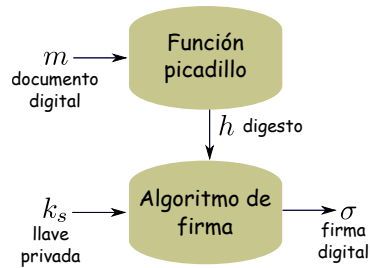 Función
picadillo
m
documento
digital
h digesto
Algoritmo de
firma
k_s
llave
privada
σ
firma
digital